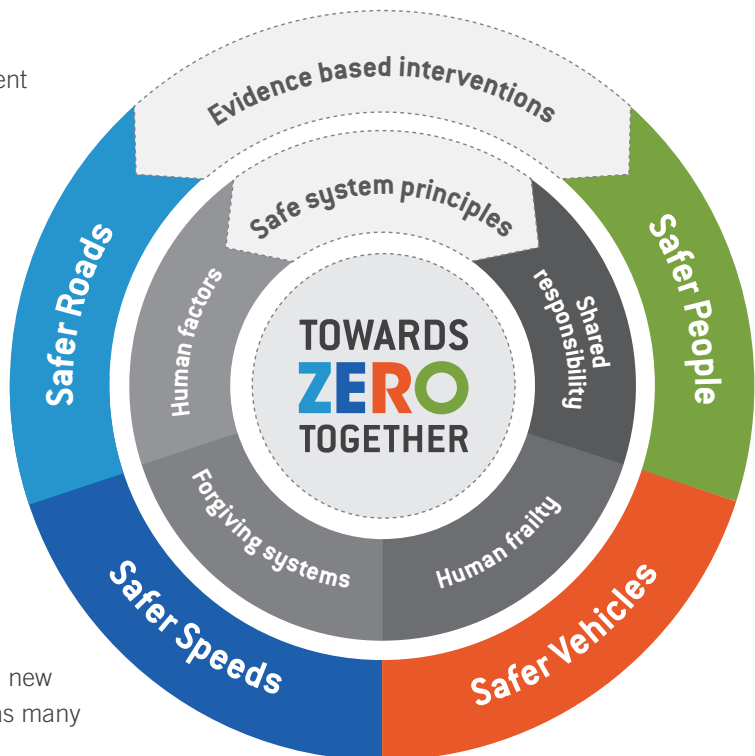 ent
Evidence based interventions
Safe system principles
Safer Roads
Human factors
TOWARDS
ZERO
TOGETHER
Shared
responsibility
Safer People
Forgiving systems
Human frailty
Safer Speeds
Safer Vehicles
new
as many